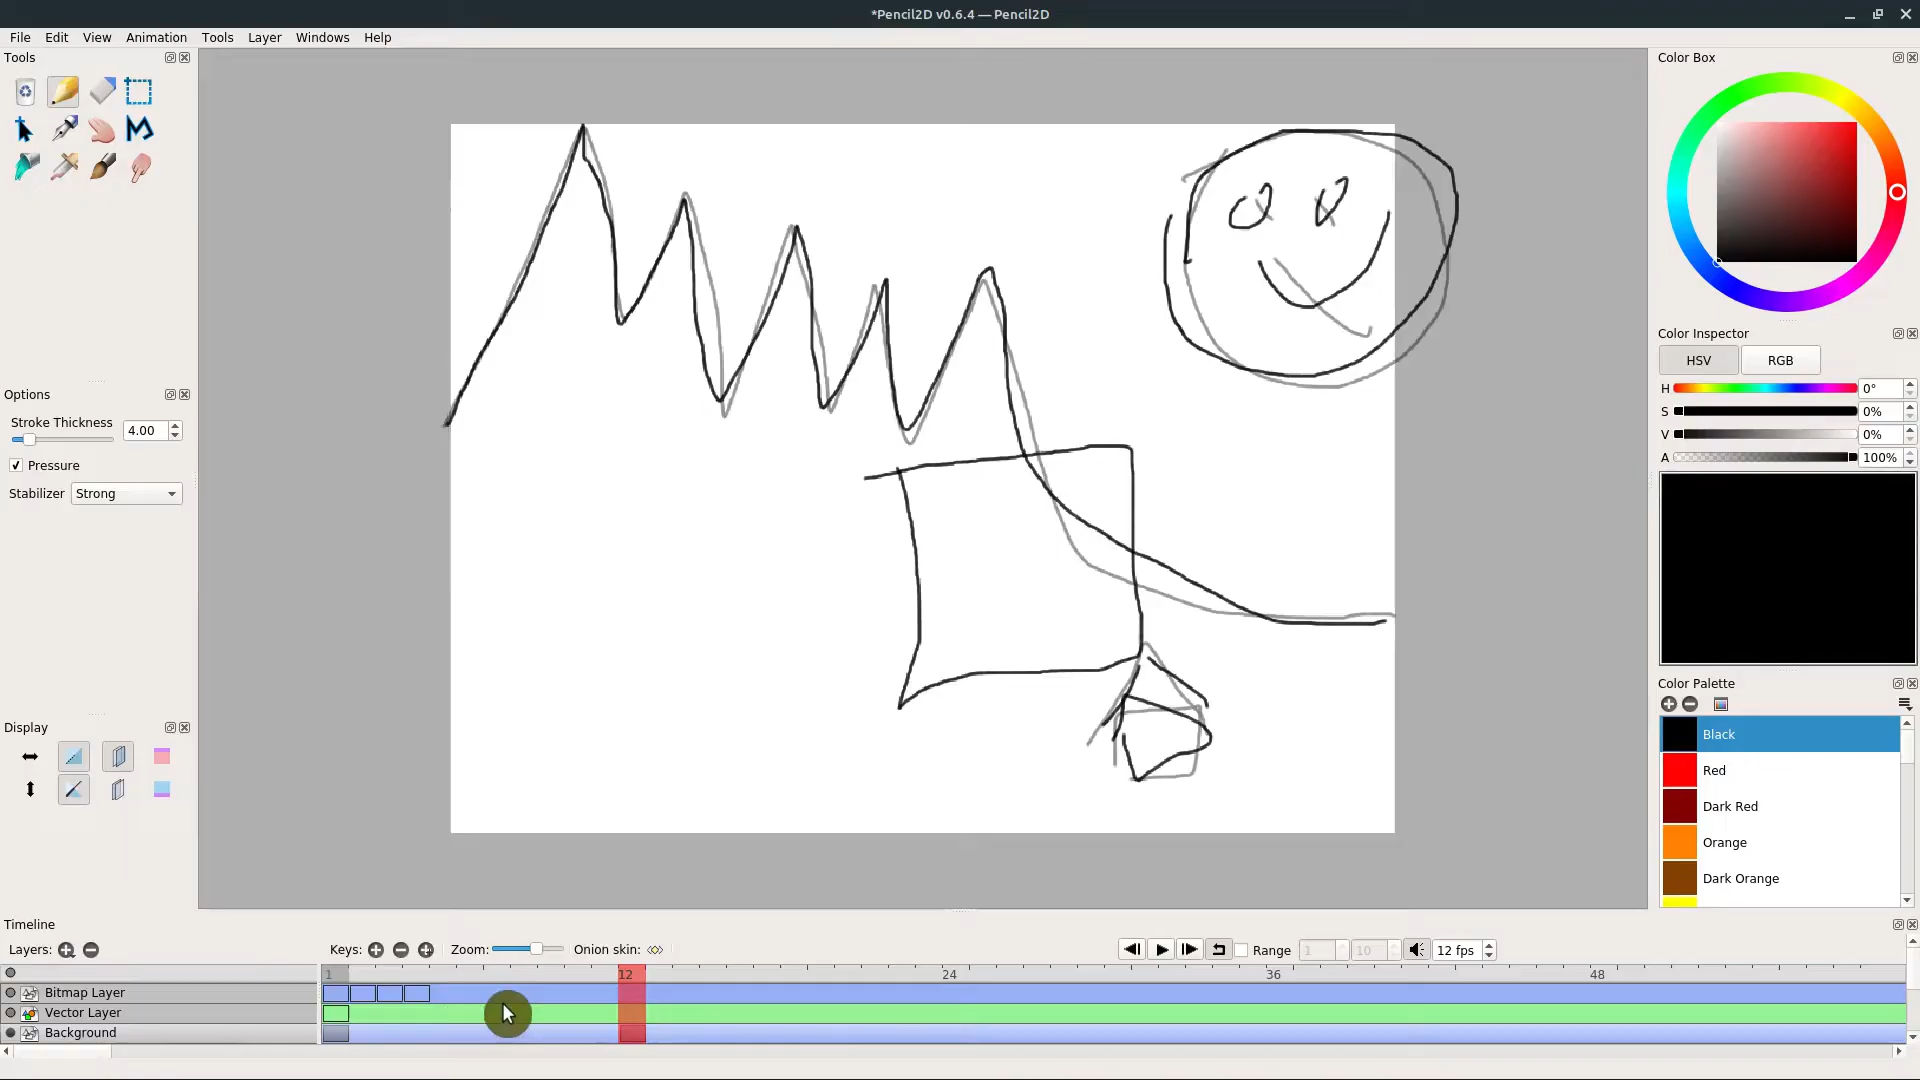 *Pencil2D v0.6.4 — Pencil2D
File Edit View Animation Tools Layer Windows Help
Tools
Options
Stroke Thickness
4.00
Pressure
Stabilizer Strong
Display
Color Box
Color Inspector
HSV RGB
H 0°
S 0%
V 0%
A 100%
Color Palette
Black
Red
Dark Red
Orange
Dark Orange
Timeline
Layers: Keys: Zoom: Onion skin: Range 1 10 12 fps
1 12 24 36 48
Bitmap Layer
Vector Layer
Background